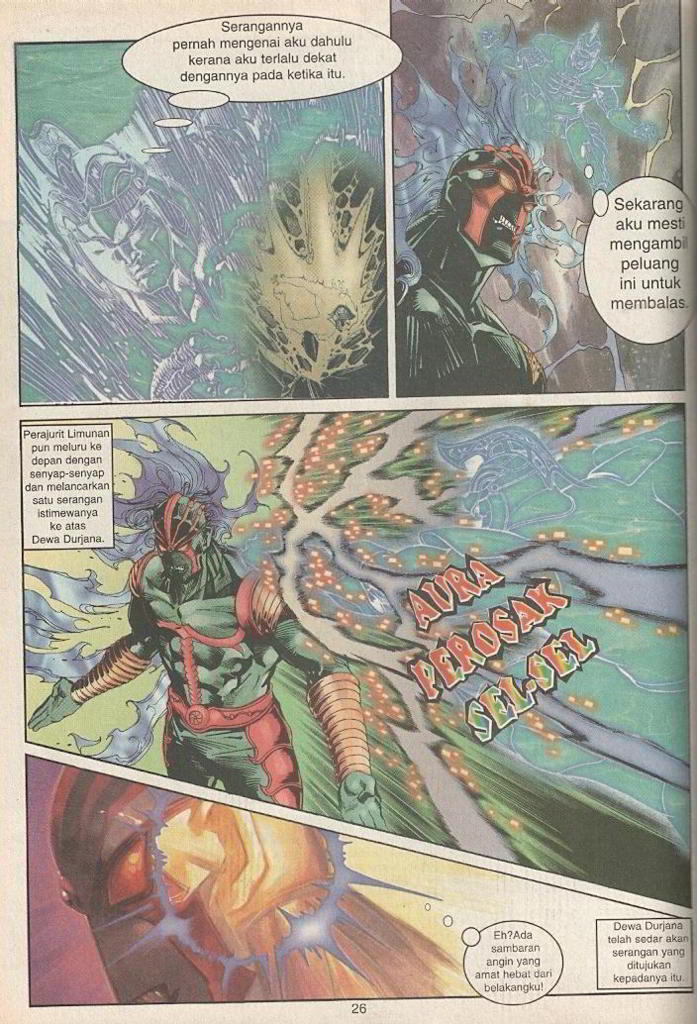 Serangannya
pernah mengenai aku dahulu
kerana aku terlalu dekat
dengannya pada ketika itu.
Sekarang
aku mesti
mengambil
peluang
ini untuk
membalas.
Perajurit Limunan
pun meluru ke
depan dengan
senyap-senyap
dan melancarkan
satu serangan
istimewanya
ke atas
Dewa Durjana.
AURA
PEROSAK
SEL-SEL
Eh?Ada
sambaran
angin yang
amat hebat dari
belakangku!
Dewa Durjana
telah sedar akan
serangan yang
ditujukan
kepadanya itu.
26